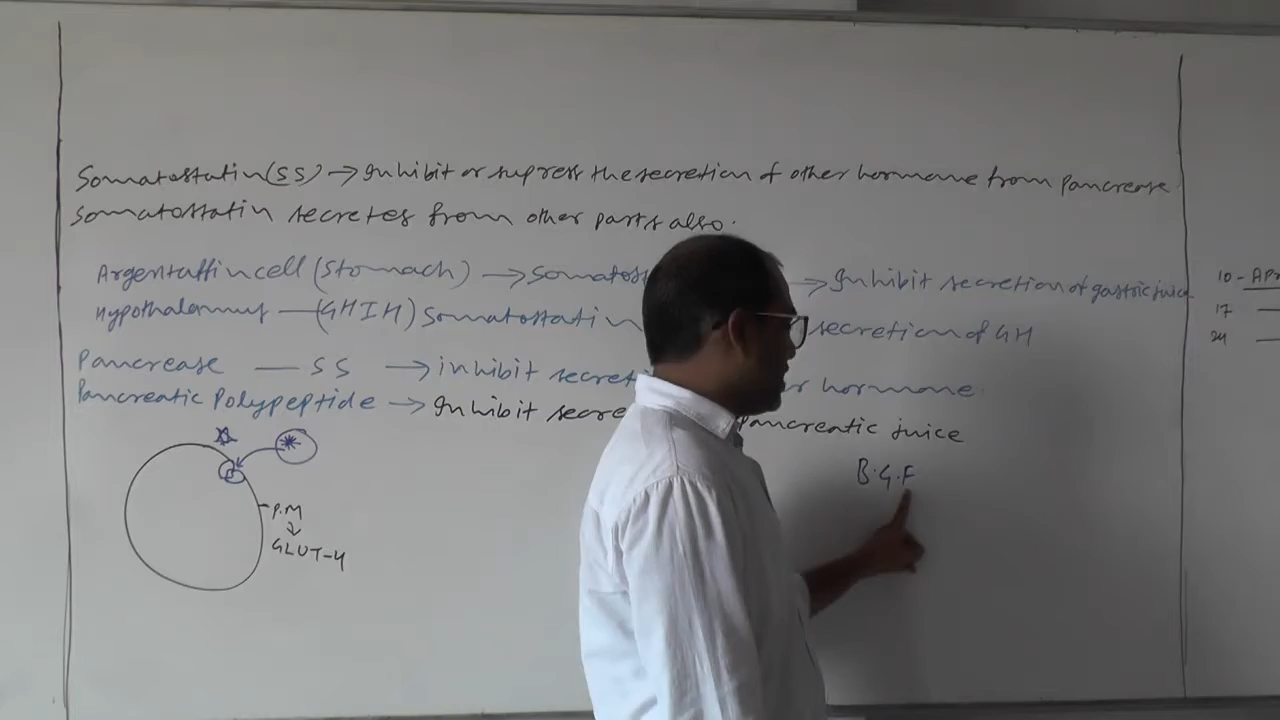 Somatostatin (SS) → Inhibit or supress the secretion of other hormone from pancrease
Somatostatin secretes from other parts also.
Argentaffin cell (Stomach) → Somatost → Inhibit secretion of gastric juice
Hypothalamus — (GHIH) Somatostatin secretion of GH
Pancrease — SS → inhibit secreti r hormone.
Pancreatic Polypeptide → Inhibit secre pancreatic juice
B.G.F
P.M
↓
GLUT-4
10 - Apr
17 —
24 —